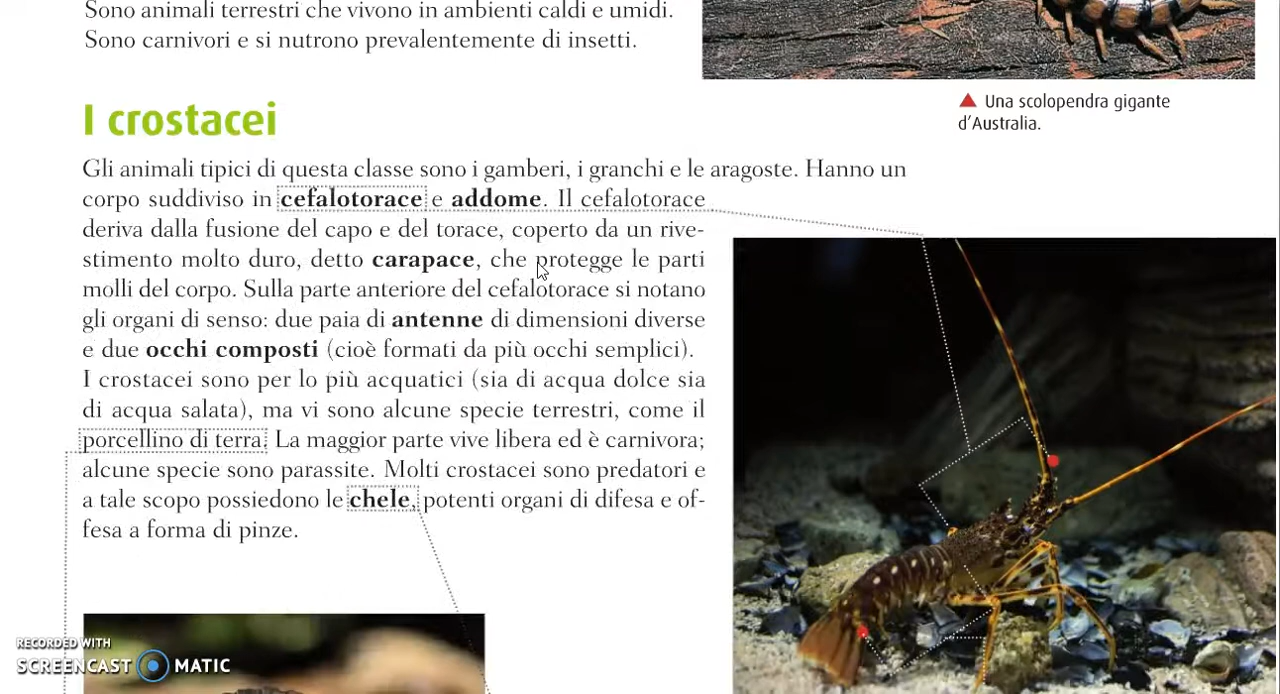 Sono animali terrestri che vivono in ambienti caldi e umidi.
Sono carnivori e si nutrono prevalentemente di insetti.
▲ Una scolopendra gigante
d'Australia.
I crostacei
Gli animali tipici di questa classe sono i gamberi, i granchi e le aragoste. Hanno un
corpo suddiviso in cefalotorace e addome. Il cefalotorace
deriva dalla fusione del capo e del torace, coperto da un rive-
stimento molto duro, detto carapace, che protegge le parti
molli del corpo. Sulla parte anteriore del cefalotorace si notano
gli organi di senso: due paia di antenne di dimensioni diverse
e due occhi composti (cioè formati da più occhi semplici).
I crostacei sono per lo più acquatici (sia di acqua dolce sia
di acqua salata), ma vi sono alcune specie terrestri, come il
porcellino di terra. La maggior parte vive libera ed è carnivora;
alcune specie sono parassite. Molti crostacei sono predatori e
a tale scopo possiedono le chele, potenti organi di difesa e of-
fesa a forma di pinze.
RECORDED WITH
SCREENCAST MATIC